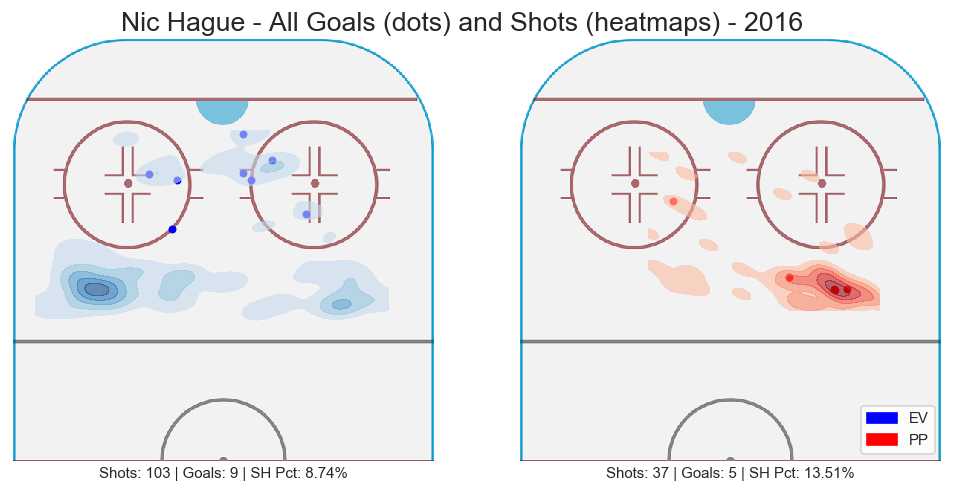 Nic Hague - All Goals (dots) and Shots (heatmaps) - 2016
EV
PP
Shots: 103 | Goals: 9 | SH Pct: 8.74%
Shots: 37 | Goals: 5 | SH Pct: 13.51%